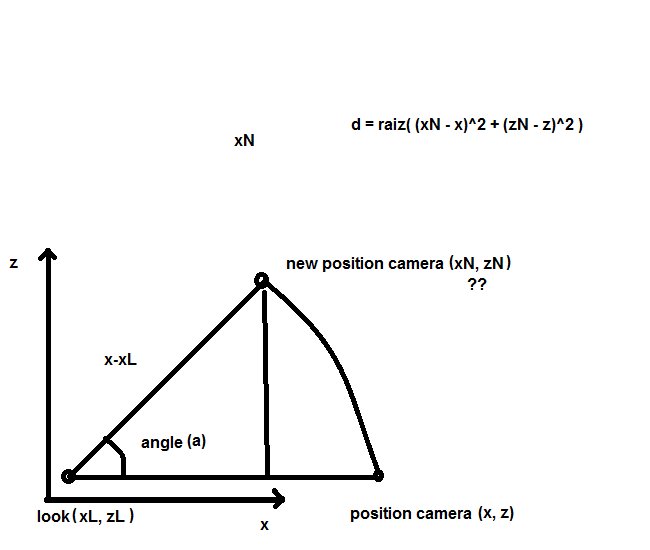 d = raiz( (xN - x)^2 + (zN - z)^2 )
xN
z
new position camera (xN, zN)
??
x-xL
angle (a)
look(xL, zL )
x
position camera (x, z)